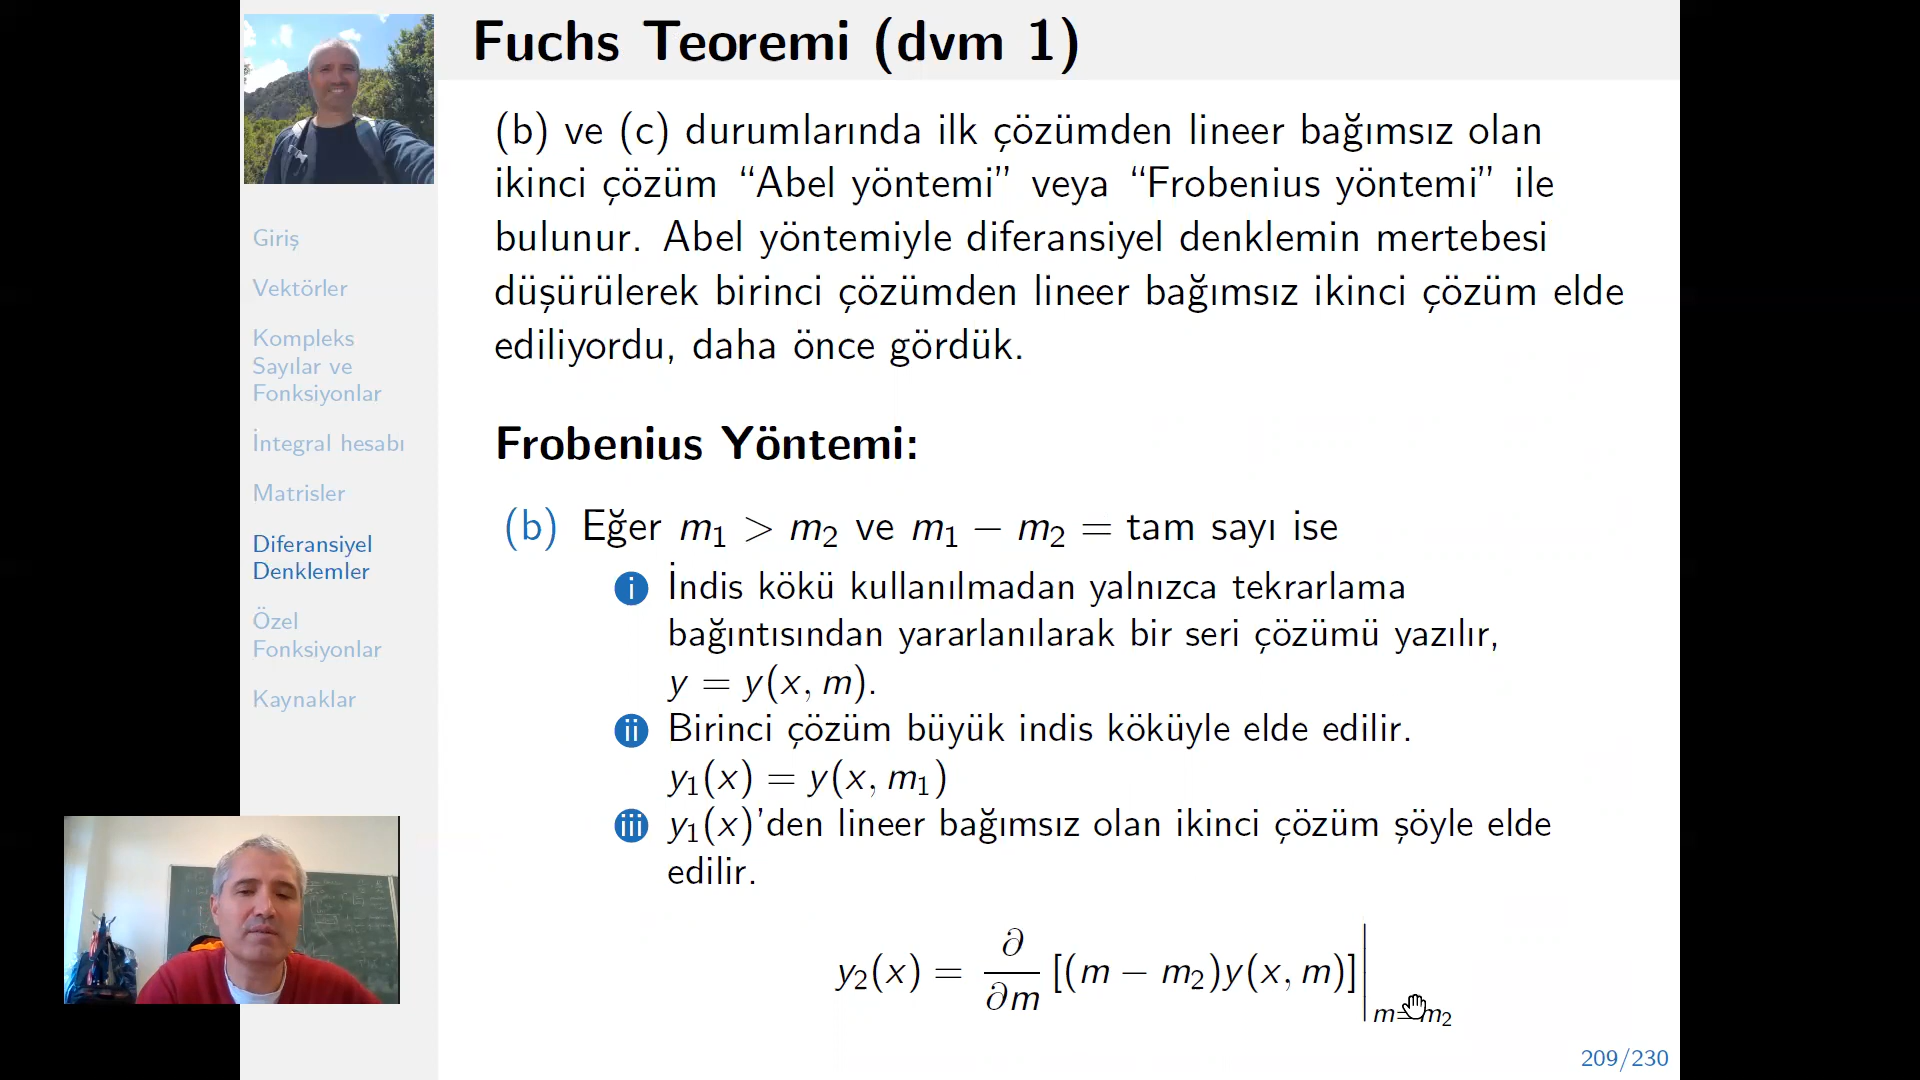 Fuchs Teoremi (dvm 1)
Giriş
Vektörler
Kompleks
Sayılar ve
Fonksiyonlar
İntegral hesabı
Matrisler
Diferansiyel
Denklemler
Özel
Fonksiyonlar
Kaynaklar
(b) ve (c) durumlarında ilk çözümden lineer bağımsız olan
ikinci çözüm “Abel yöntemi” veya “Frobenius yöntemi” ile
bulunur. Abel yöntemiyle diferansiyel denklemin mertebesi
düşürülerek birinci çözümden lineer bağımsız ikinci çözüm elde
ediliyordu, daha önce gördük.
Frobenius Yöntemi:
(b) Eğer m₁ > m₂ ve m₁ − m₂ = tam sayı ise
i İndis kökü kullanılmadan yalnızca tekrarlama
bağıntısından yararlanılarak bir seri çözümü yazılır,
y = y(x, m).
ii Birinci çözüm büyük indis köküyle elde edilir.
y₁(x) = y(x, m₁)
iii y₁(x)’den lineer bağımsız olan ikinci çözüm şöyle elde
edilir.
y₂(x) = ∂/∂m [(m − m₂)y(x, m)]|m=m₂
209/230